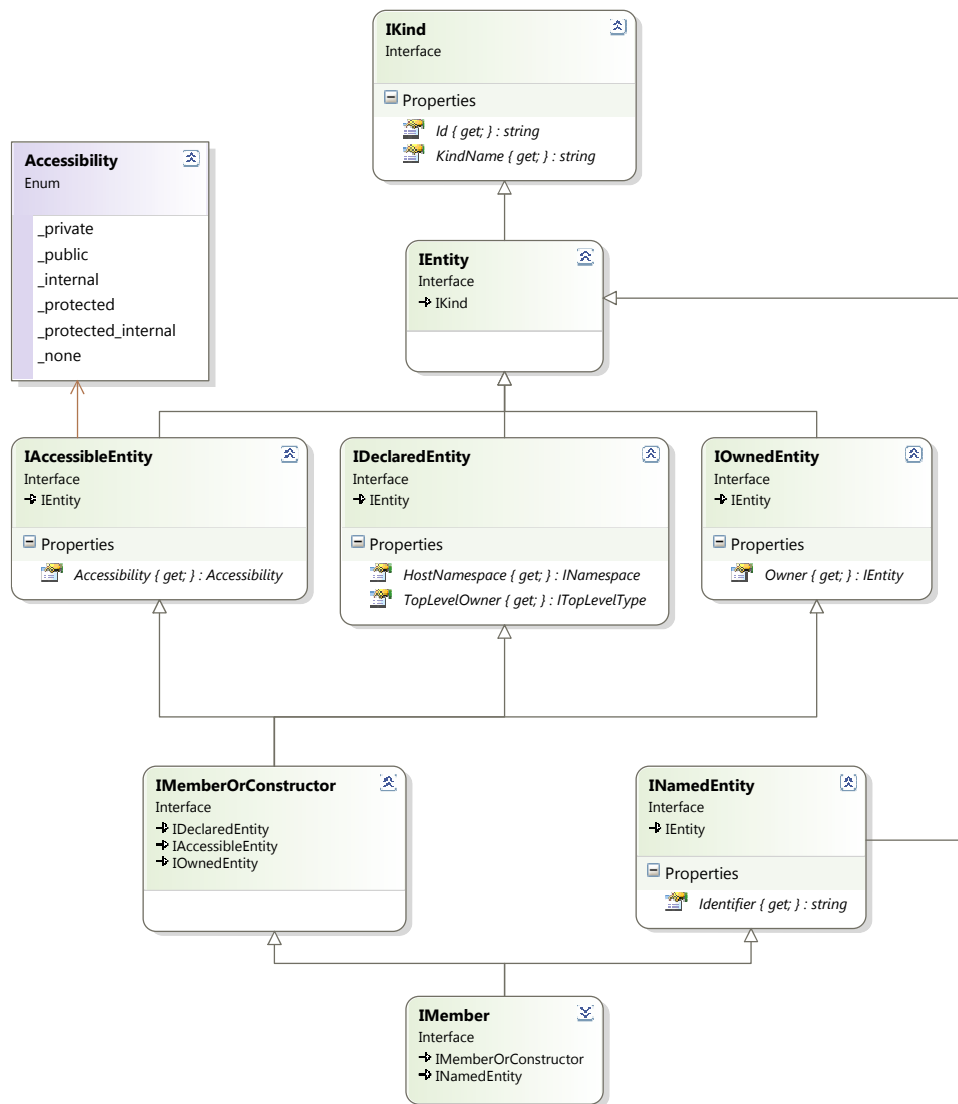 IKind
Interface
Properties
Id { get; } : string
KindName { get; } : string
Accessibility
Enum
_private
_public
_internal
_protected
_protected_internal
_none
IEntity
Interface
IKind
IAccessibleEntity
Interface
IEntity
Properties
Accessibility { get; } : Accessibility
IDeclaredEntity
Interface
IEntity
Properties
HostNamespace { get; } : INamespace
TopLevelOwner { get; } : ITopLevelType
IOwnedEntity
Interface
IEntity
Properties
Owner { get; } : IEntity
IMemberOrConstructor
Interface
IDeclaredEntity
IAccessibleEntity
IOwnedEntity
INamedEntity
Interface
IEntity
Properties
Identifier { get; } : string
IMember
Interface
IMemberOrConstructor
INamedEntity